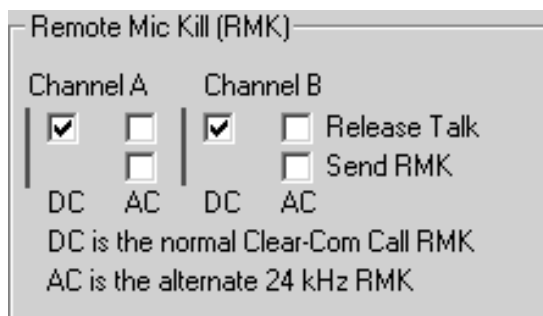 Remote Mic Kill (RMK)
Channel A Channel B
Release Talk
Send RMK
DC AC DC AC
DC is the normal Clear-Com Call RMK
AC is the alternate 24 kHz RMK